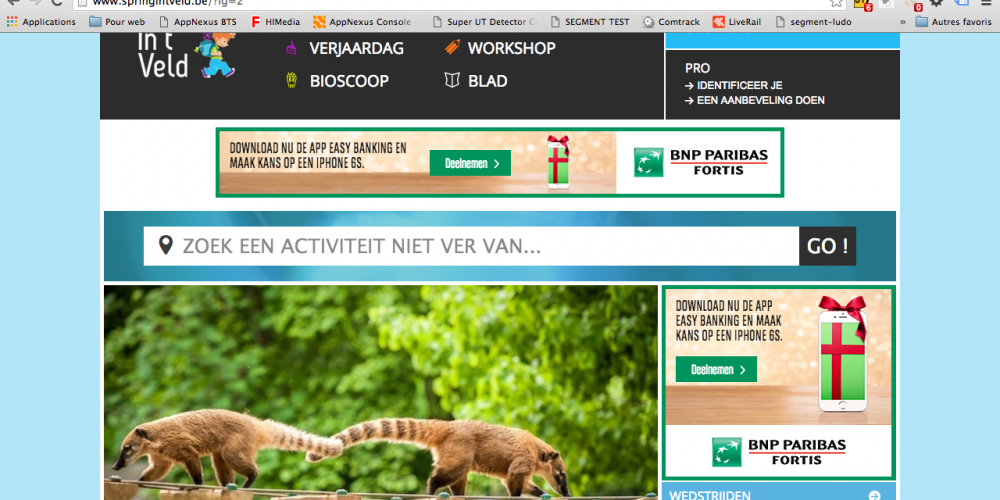 www.springintveld.be/?lg=2
Applications
Pour web
AppNexus BTS
HIMedia
AppNexus Console –
Super UT Detector C
SEGMENT TEST
Comtrack
LiveRail
segment-ludo
»
Autres favoris
In 't
Veld
VERJAARDAG
WORKSHOP
BIOSCOOP
BLAD
PRO
→ IDENTIFICEER JE
→ EEN AANBEVELING DOEN
DOWNLOAD NU DE APP EASY BANKING EN
MAAK KANS OP EEN IPHONE 6S.
Deelnemen >
BNP PARIBAS
FORTIS
ZOEK EEN ACTIVITEIT NIET VER VAN...
GO !
DOWNLOAD NU DE APP
EASY BANKING EN MAAK
KANS OP EEN IPHONE 6S.
Deelnemen >
BNP PARIBAS
FORTIS
WEDSTRIJDEN